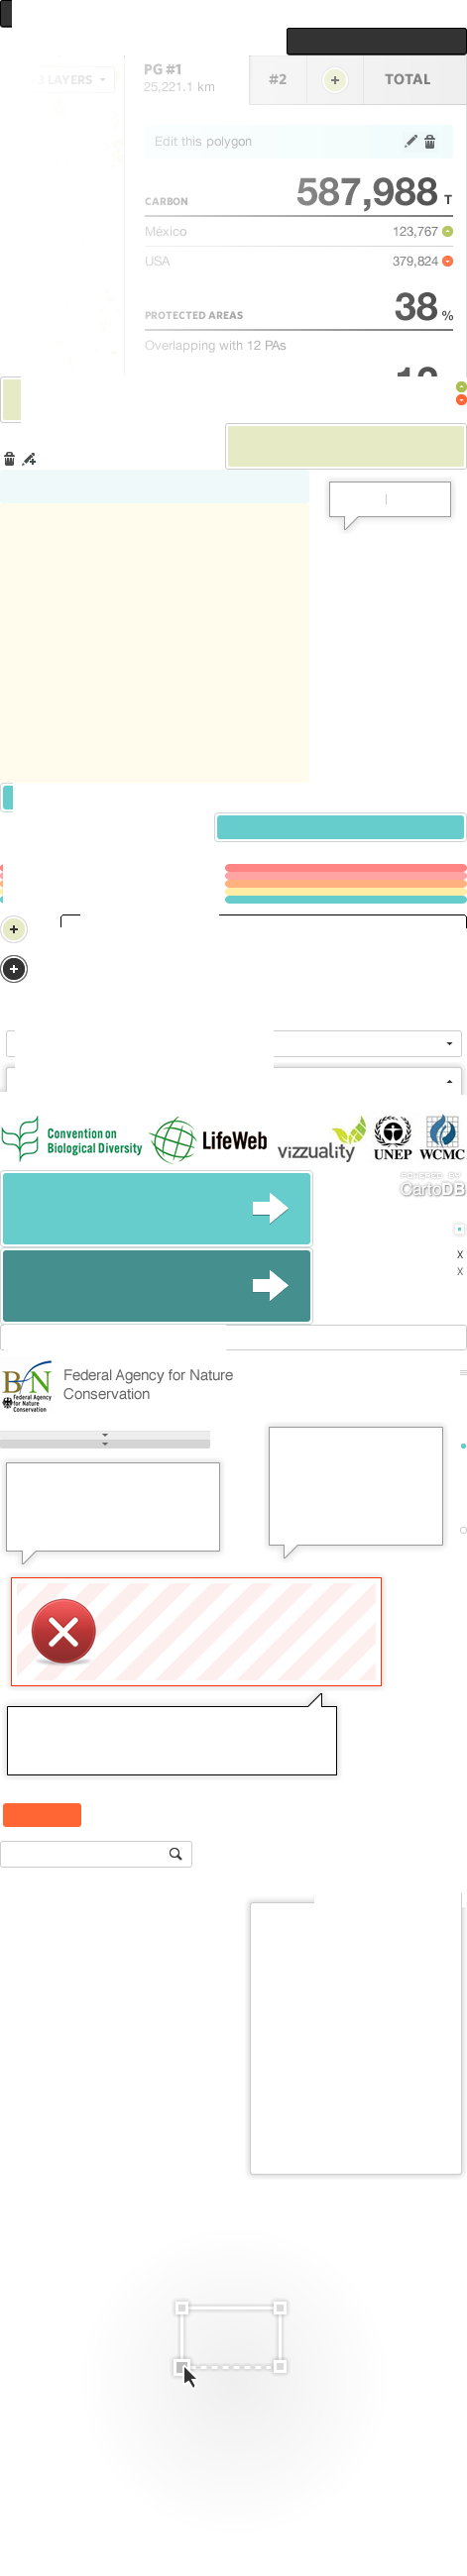 LAYERS
PG #1
25,221.1 km
#2
TOTAL
Edit this polygon
CARBON
587,988 T
México
123,767
USA
379,824
PROTECTED AREAS
38 %
Overlapping with 12 PAs
Convention on
Biological Diversity
LifeWeb
vizzuality
UNEP
WCMC
POWERED BY
CartoDB
X
X
BfN
Federal Agency
for Nature
Conservation
Federal Agency for Nature
Conservation